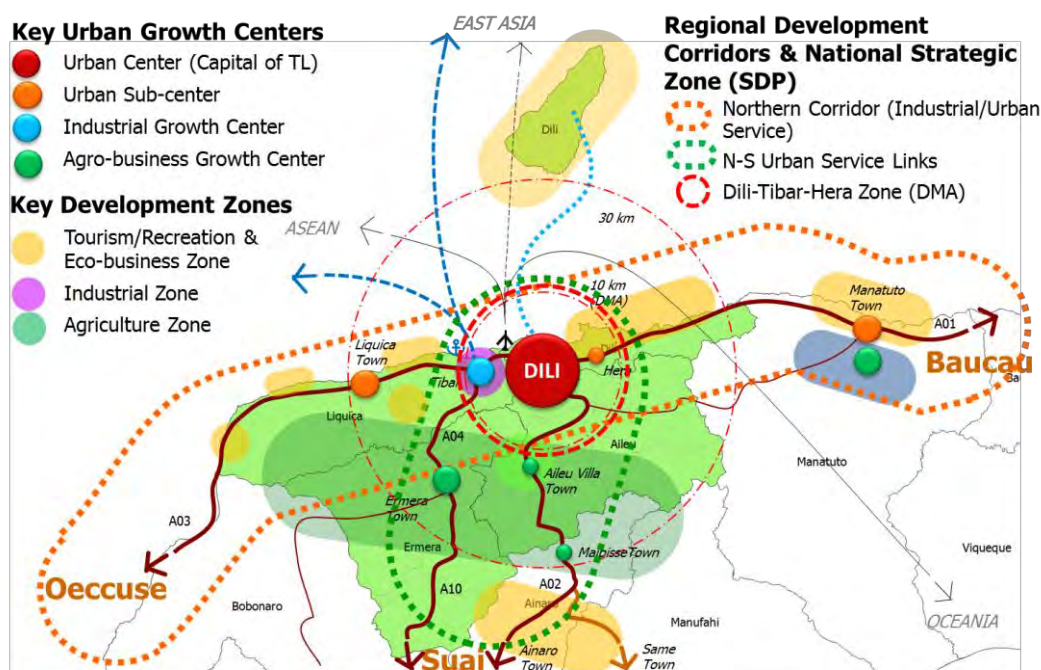 EAST ASIA
Key Urban Growth Centers
Urban Center (Capital of TL)
Urban Sub-center
Industrial Growth Center
Agro-business Growth Center
Key Development Zones
Tourism/Recreation &
Eco-business Zone
Industrial Zone
Agriculture Zone
Regional Development
Corridors & National Strategic
Zone (SDP)
Northern Corridor (Industrial/Urban
Service)
N-S Urban Service Links
Dili-Tibar-Hera Zone (DMA)
Dili
ASEAN
30 km
10 km
(DMA)
Manatuto
Town
A01
Baucau
Liquica
Town
Tibar
DILI
Liquica
A04
Aileu
Manatuto
Aileu Villa
Town
Ermera
Town
A03
Ermera
A02
Viqueque
Oeccuse
Bobonaro
A10
Ainaro
Manufahi
OCEANIA
Suai
Ainaro
Town
Same
Town